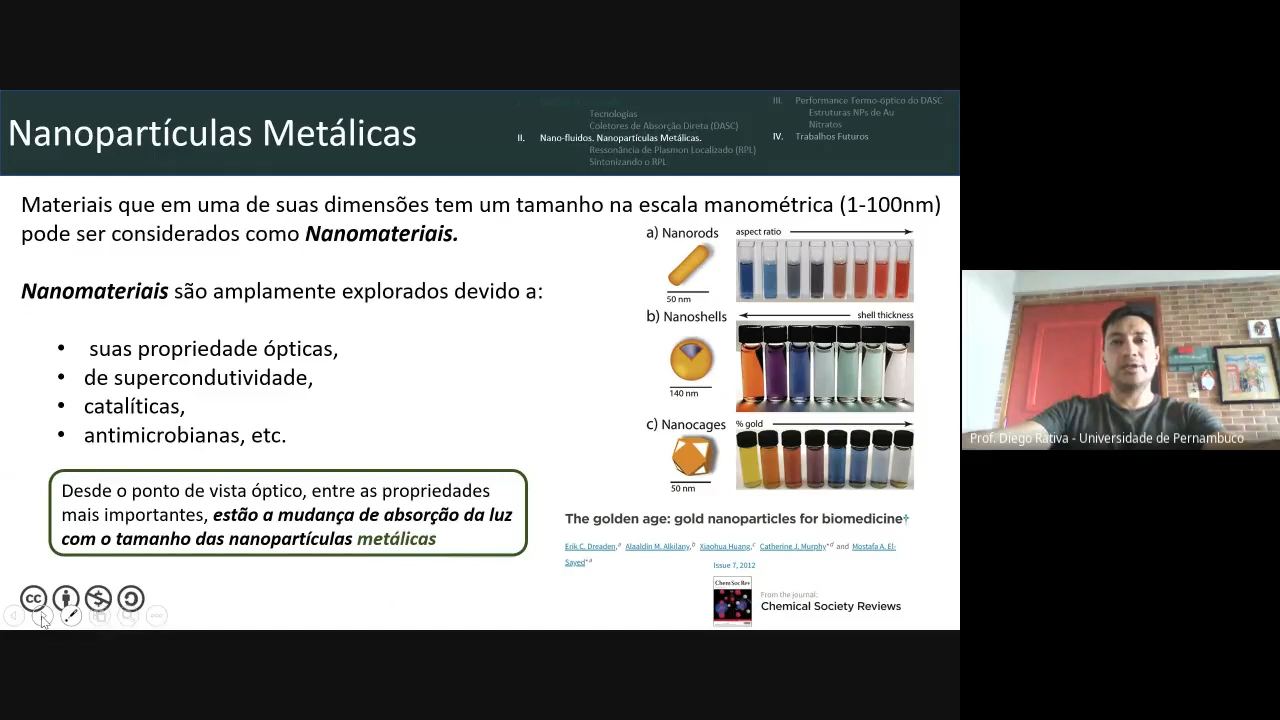 Nanopartículas Metálicas
Tecnologias
Coletores de Absorção Direta (DASC)
II. Nano-fluidos. Nanopartículas Metálicas.
Ressonância de Plasmon Localizado (RPL)
Sintonizando o RPL
III. Performance Termo-óptico do DASC
Estruturas NPs de Au
Nitratos
IV. Trabalhos Futuros
Materiais que em uma de suas dimensões tem um tamanho na escala manométrica (1-100nm)
pode ser considerados como Nanomateriais.
Nanomateriais são amplamente explorados devido a:
• suas propriedade ópticas,
• de supercondutividade,
• catalíticas,
• antimicrobianas, etc.
Desde o ponto de vista óptico, entre as propriedades
mais importantes, estão a mudança de absorção da luz
com o tamanho das nanopartículas metálicas
a) Nanorods
aspect ratio
50 nm
b) Nanoshells
shell thickness
140 nm
c) Nanocages
% gold
50 nm
The golden age: gold nanoparticles for biomedicine†
Erik C. Dreaden,a Alaaldin M. Alkilany,b Xiaohua Huang,c Catherine J. Murphy*d and Mostafa A. El-
Sayed*a
Issue 7, 2012
Chem Soc Rev
From the journal:
Chemical Society Reviews
cc
Prof. Diego Rativa - Universidade de Pernambuco